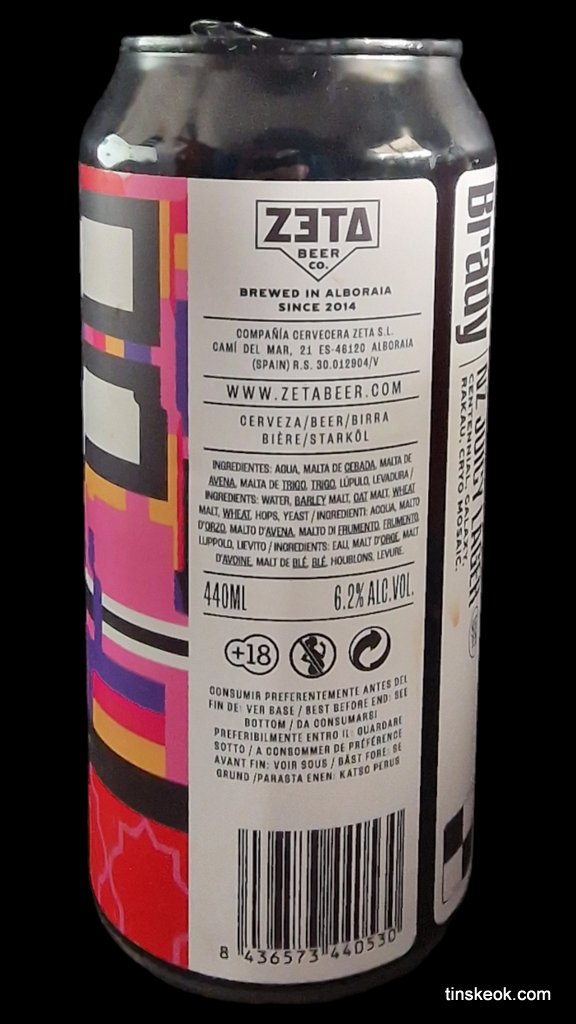 ZETA
BEER
CO.
BREWED IN ALBORAIA
SINCE 2014
COMPAÑÍA CERVECERA ZETA S.L.
CAMÍ DEL MAR, 21 ES-46120 ALBORAIA
(SPAIN) R.S. 30.012904/V
WWW.ZETABEER.COM
CERVEZA/BEER/BIRRA
BIÈRE/STARKÖL
INGREDIENTES: AGUA, MALTA DE CEBADA, MALTA DE
AVENA, MALTA DE TRIGO, TRIGO, LÚPULO, LEVADURA /
INGREDIENTS: WATER, BARLEY MALT, OAT MALT, WHEAT
MALT, WHEAT, HOPS, YEAST / INGREDIENTI: ACQUA, MALTO
D'ORZO, MALTO D'AVENA, MALTO DI FRUMENTO, FRUMENTO,
LUPPOLO, LIEVITO / INGREDIENTS: EAU, MALT D'ORGE, MALT
D'AVOINE, MALT DE BLÉ, BLÉ, HOUBLONS, LEVURE.
440ML 6.2% ALC.VOL.
+18
CONSUMIR PREFERENTEMENTE ANTES DEL
FIN DE: VER BASE / BEST BEFORE END: SEE
BOTTOM / DA CONSUMARSI
PREFERIBILMENTE ENTRO IL: GUARDARE
SOTTO / A CONSOMMER DE PRÉFÉRENCE
AVANT FIN: VOIR SOUS / BÄST FORE: SE
GRUND /PARASTA ENEN: KATSO PERUS
8 436573 440530
Brady
NZ JUICY LAGER
CENTENNIAL, GALAXY,
RAKAU, CRYO MOSAIC.
tinskeok.com